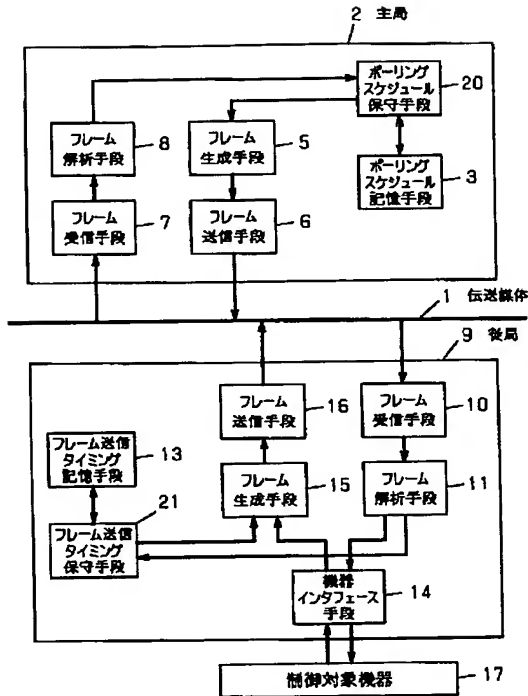 2 主局
ポーリング
スケジュール
保守手段
20
フレーム
解析手段
8
フレーム
生成手段
5
ポーリング
スケジュール
記憶手段
3
フレーム
受信手段
7
フレーム
送信手段
6
1 伝送媒体
9 従局
フレーム
送信手段
16
フレーム
受信手段
10
フレーム送信
タイミング
記憶手段
13
フレーム
生成手段
15
フレーム
解析手段
11
21
フレーム送信
タイミング
保守手段
機器
インタフェース
手段
14
制御対象機器
17